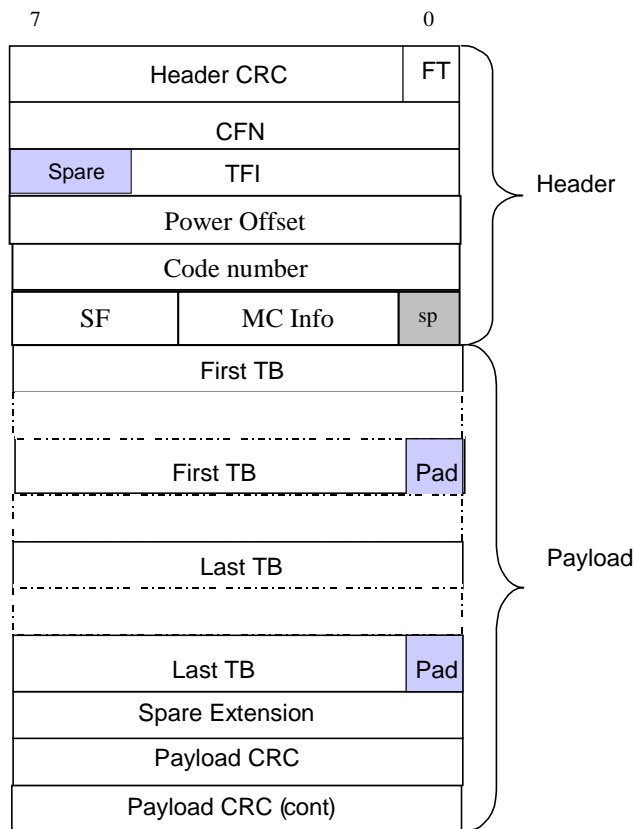 7 0
Header CRC FT
CFN
Spare TFI
Header
Power Offset
Code number
SF MC Info sp
First TB
First TB Pad
Last TB
Payload
Last TB Pad
Spare Extension
Payload CRC
Payload CRC (cont)